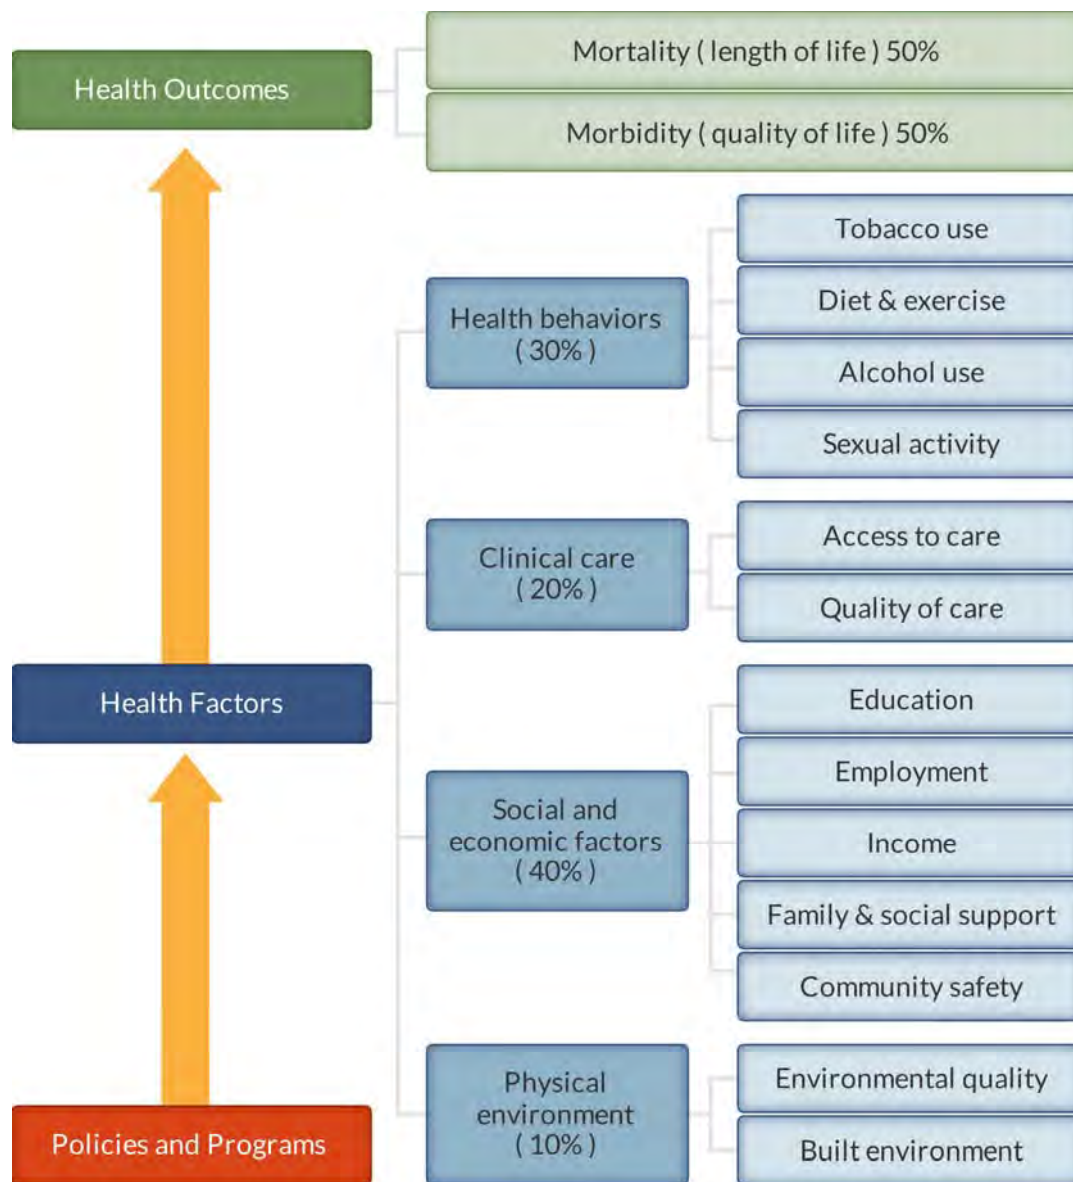 Health Outcomes
Mortality ( length of life ) 50%
Morbidity ( quality of life ) 50%
Health Factors
Health behaviors
( 30% )
Tobacco use
Diet & exercise
Alcohol use
Sexual activity
Clinical care
( 20% )
Access to care
Quality of care
Social and
economic factors
( 40% )
Education
Employment
Income
Family & social support
Community safety
Physical
environment
( 10% )
Environmental quality
Built environment
Policies and Programs